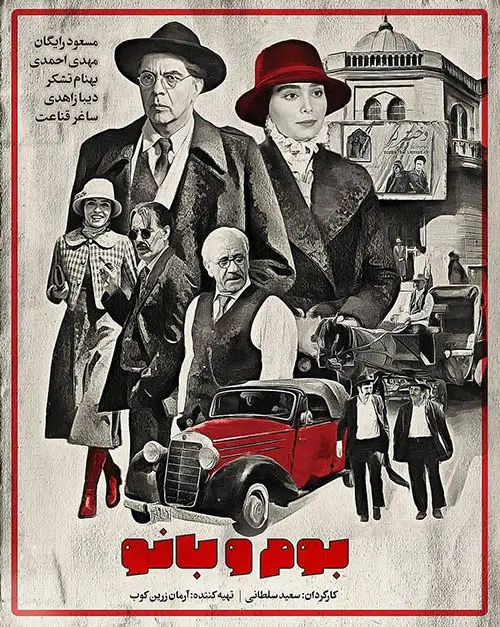 مسعود رایگان
مهدی احمدی
بهنام تشکر
دیبا زاهدی
ساغر قناعت
بوم و بانو
کارگردان: سعید سلطانی | تهیه کننده: آرمان زرین کوب